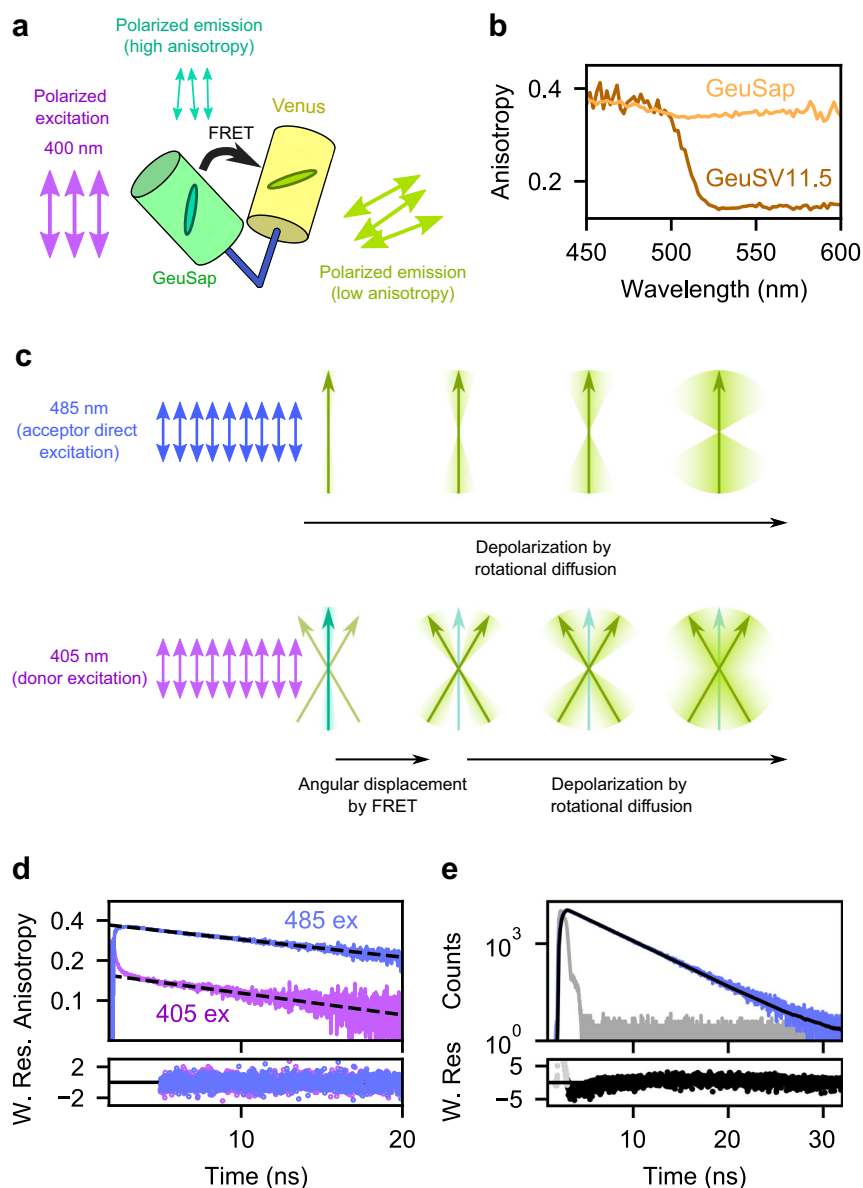 a
Polarized emission
(high anisotropy)
Polarized
excitation
400 nm
FRET
Venus
GeuSap
Polarized emission
(low anisotropy)
b
Anisotropy
0.4
0.2
GeuSap
GeuSV11.5
450
500
550
600
Wavelength (nm)
c
485 nm
(acceptor direct
excitation)
Depolarization by
rotational diffusion
405 nm
(donor excitation)
Angular displacement
by FRET
Depolarization by
rotational diffusion
d
Anisotropy
0.4
0.2
0.1
485 ex
405 ex
W. Res.
2
−2
10
20
Time (ns)
e
Counts
10³
10⁰
W. Res
5
−5
10
20
30
Time (ns)